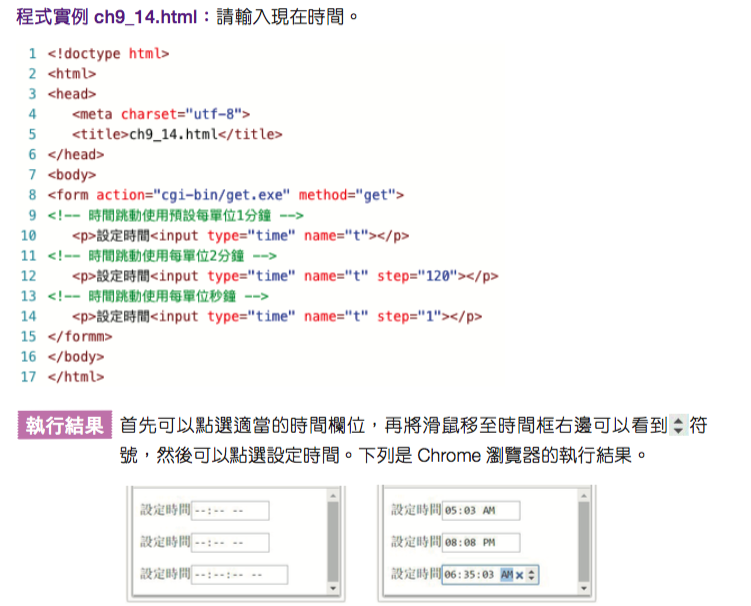 程式實例 ch9_14.html：請輸入現在時間。
1 <!doctype html>
2 <html>
3 <head>
4 <meta charset="utf-8">
5 <title>ch9_14.html</title>
6 </head>
7 <body>
8 <form action="cgi-bin/get.exe" method="get">
9 <!-- 時間跳動使用預設每單位1分鐘 -->
10 <p>設定時間<input type="time" name="t"></p>
11 <!-- 時間跳動使用每單位2分鐘 -->
12 <p>設定時間<input type="time" name="t" step="120"></p>
13 <!-- 時間跳動使用每單位秒鐘 -->
14 <p>設定時間<input type="time" name="t" step="1"></p>
15 </formm>
16 </body>
17 </html>
執行結果 首先可以點選適當的時間欄位，再將滑鼠移至時間框右邊可以看到符
號，然後可以點選設定時間。下列是 Chrome 瀏覽器的執行結果。
設定時間 --:-- --
設定時間 --:-- --
設定時間 --:--:-- --
設定時間 05:03 AM
設定時間 08:08 PM
設定時間 06:35:03 AM